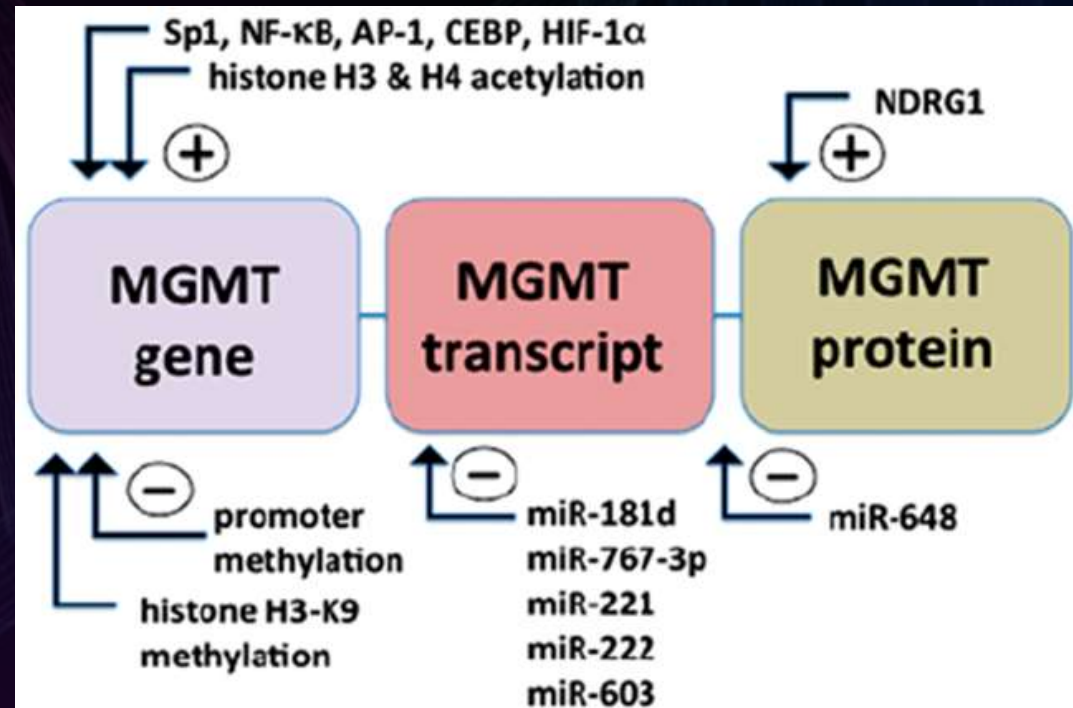 Sp1, NF-κB, AP-1, CEBP, HIF-1α
histone H3 & H4 acetylation
+
NDRG1
+
MGMT
gene
MGMT
transcript
MGMT
protein
−
promoter
methylation
histone H3-K9
methylation
−
miR-181d
miR-767-3p
miR-221
miR-222
miR-603
−
miR-648